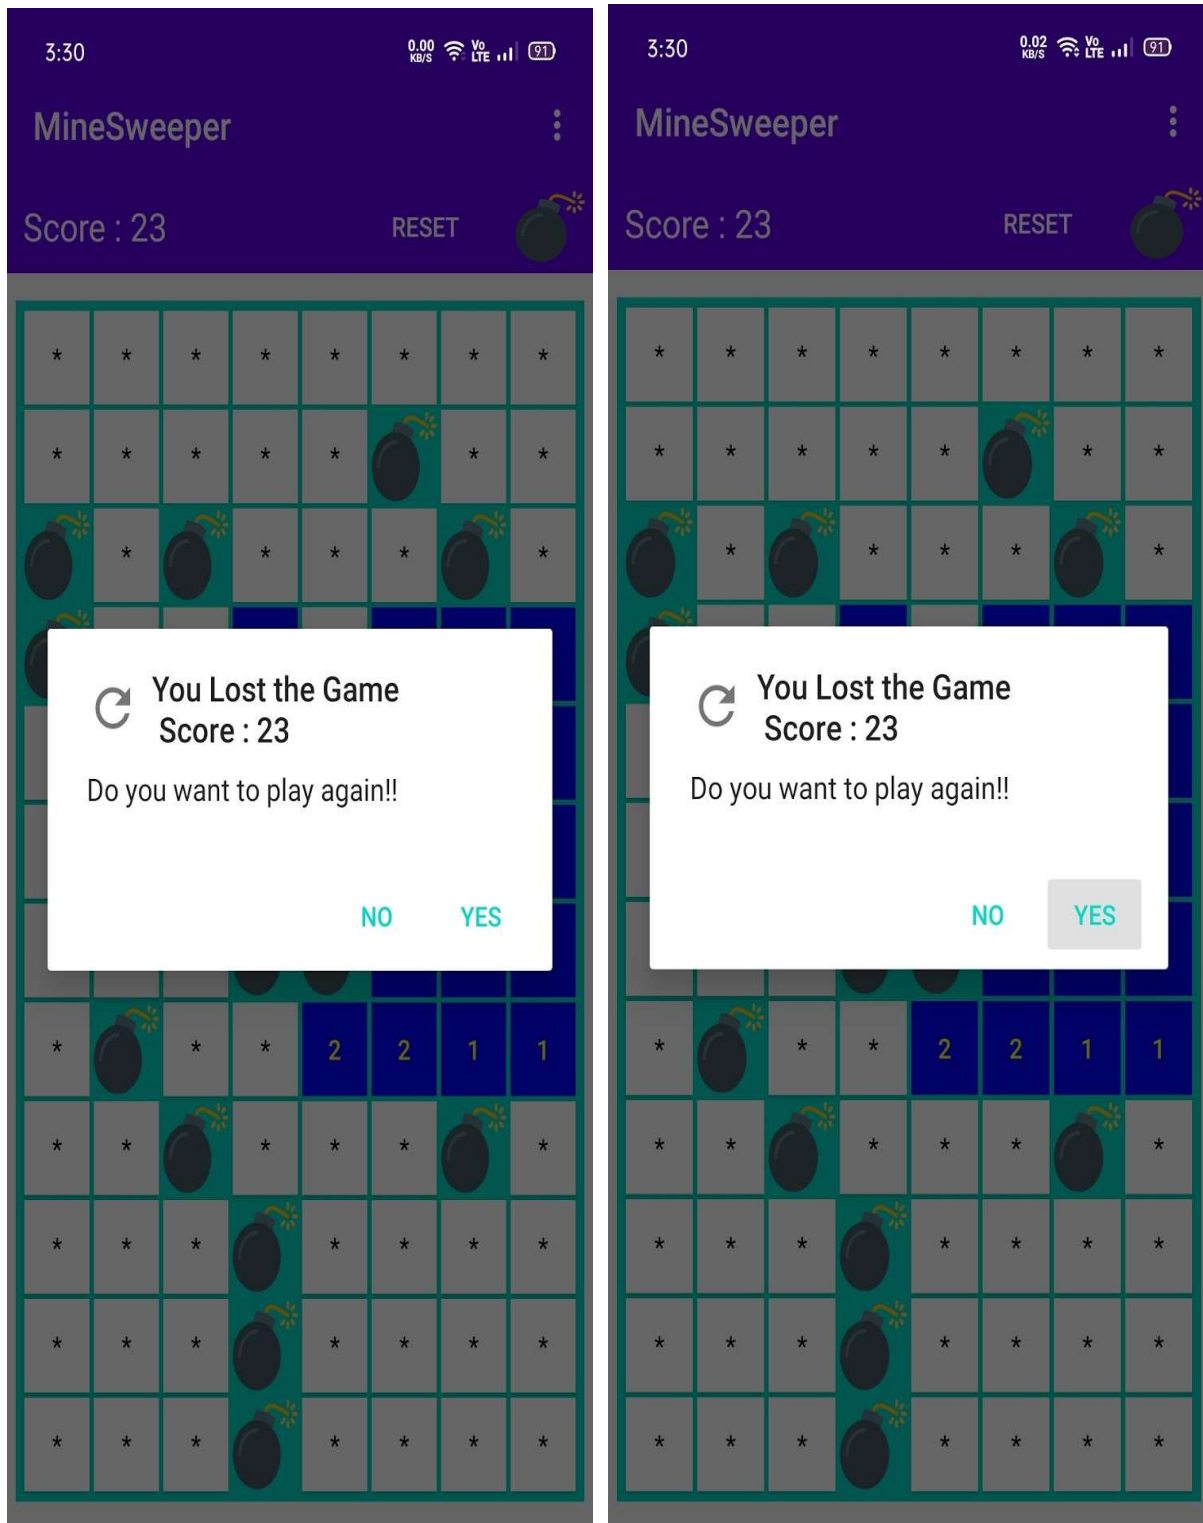 3:30
0.00 KB/S Vo LTE 91
MineSweeper
Score : 23
RESET
* * * * * * * *
* * * * * * *
* * * * *
You Lost the Game
Score : 23
Do you want to play again!!
NO YES
* * * 2 2 1 1
* * * * * *
* * * * * * *
* * * * * * *
* * * * * * *
3:30
0.02 KB/S Vo LTE 91
MineSweeper
Score : 23
RESET
* * * * * * * *
* * * * * * *
* * * * *
You Lost the Game
Score : 23
Do you want to play again!!
NO YES
* * * 2 2 1 1
* * * * * *
* * * * * * *
* * * * * * *
* * * * * * *